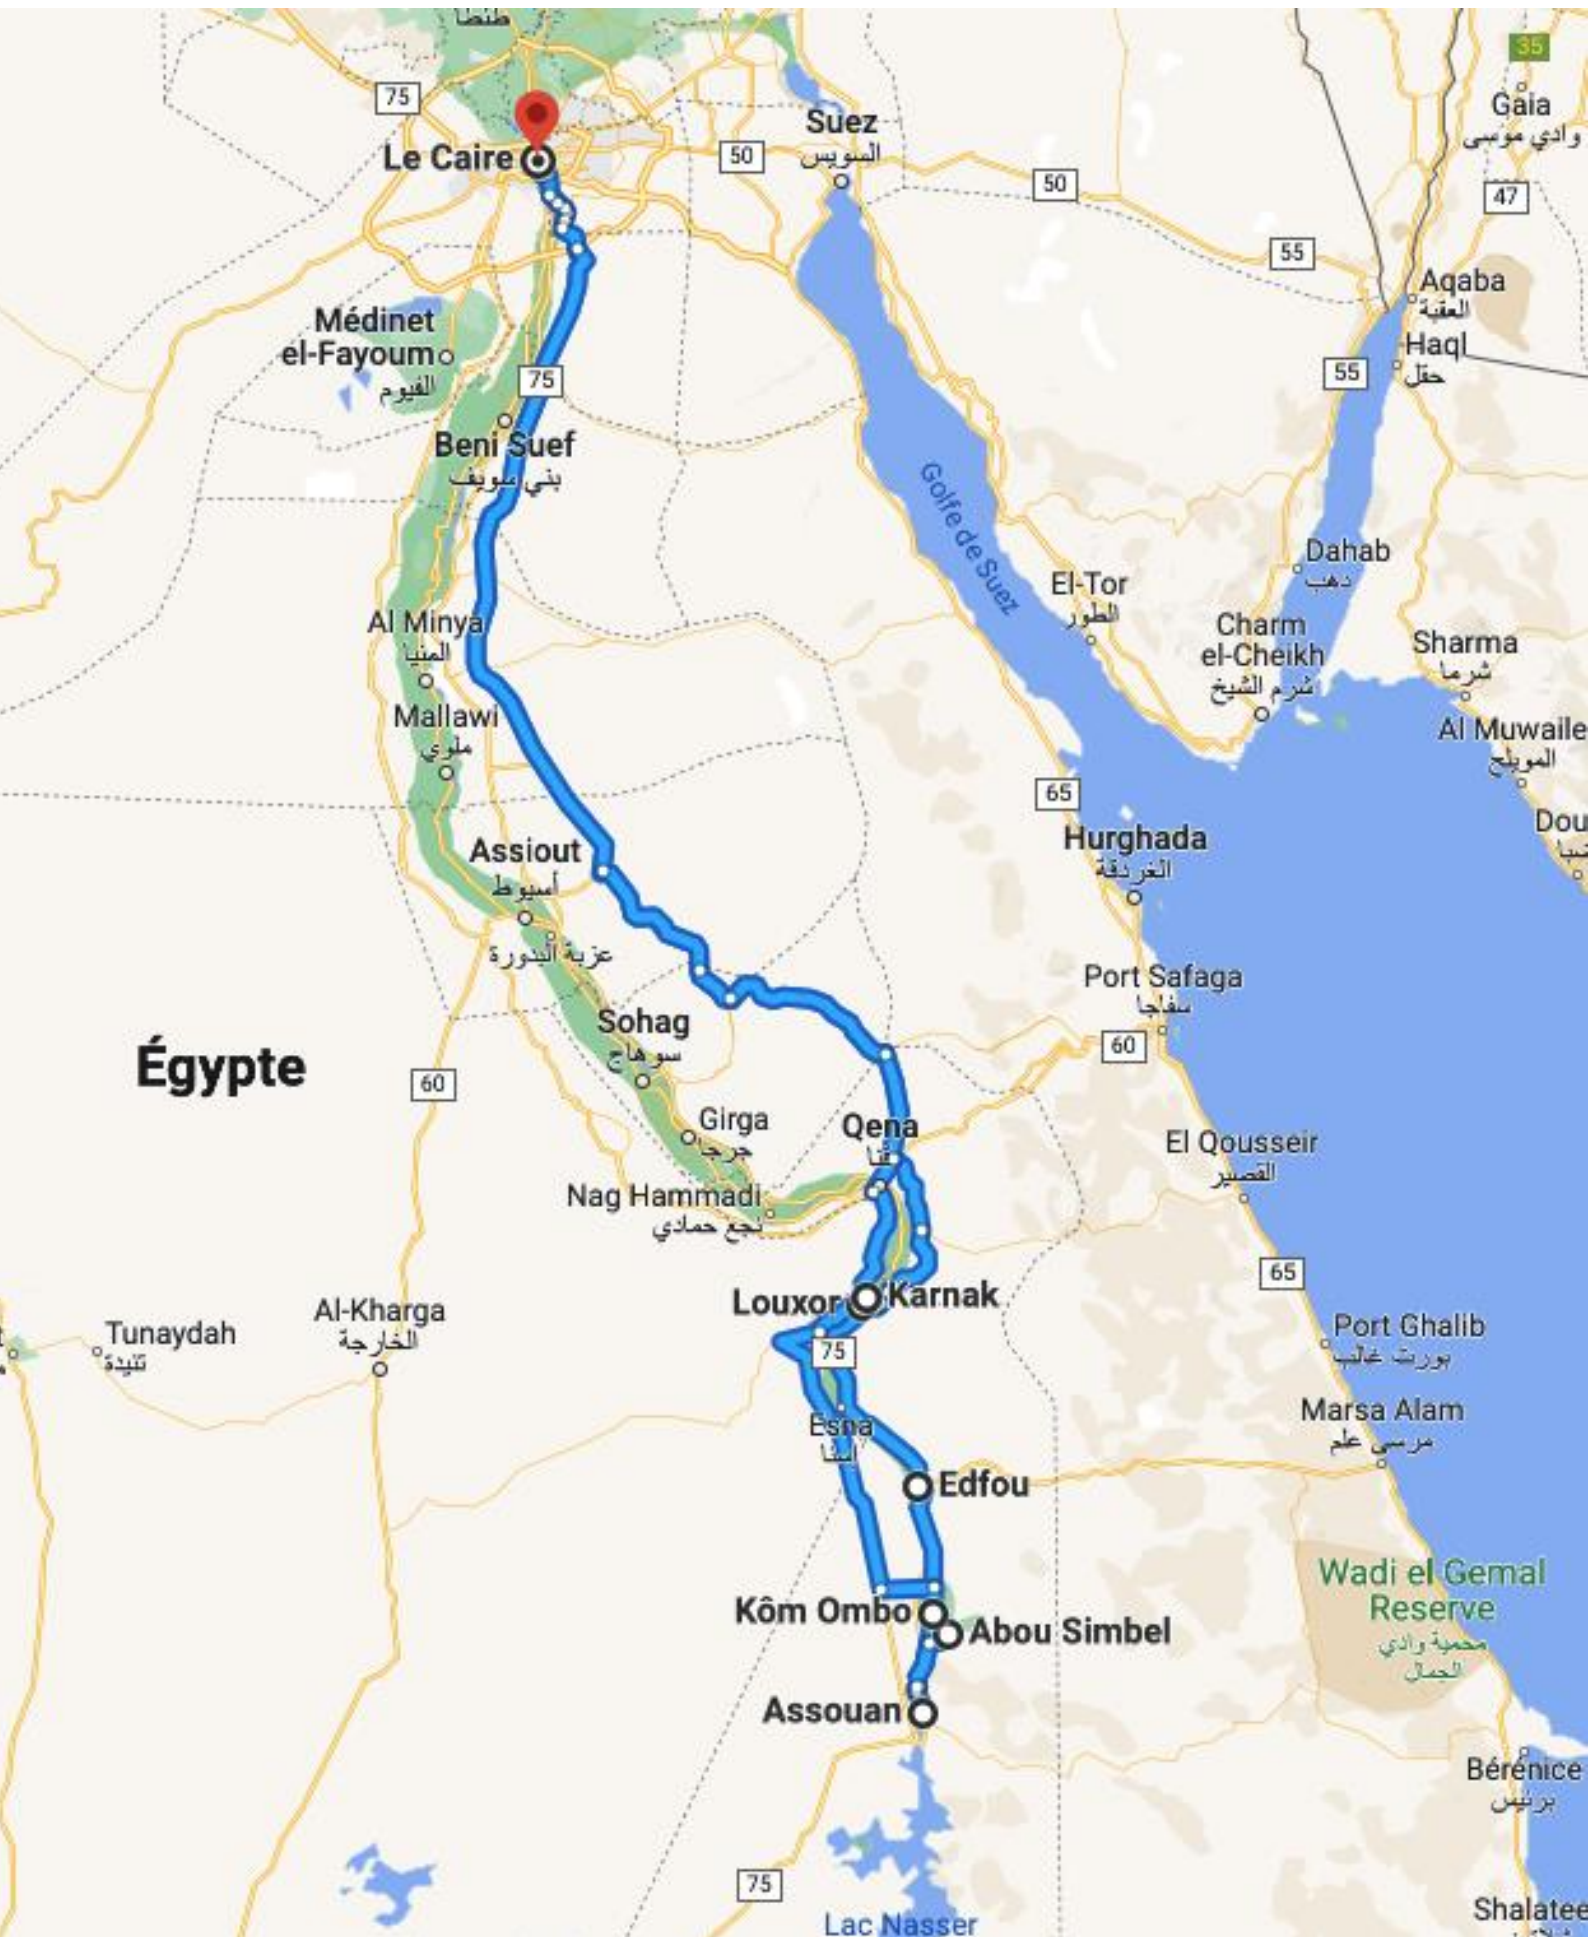 طنطا
35
75
Gaia
وادي موسى
Suez
السويس
Le Caire
50
50
47
55
Aqaba
العقبة
Médinet
el-Fayoum
الفيوم
Haql
حقل
55
75
Beni Suef
بني سويف
Golfe de Suez
Dahab
دهب
El-Tor
الطور
Al Minya
المنيا
Charm
el-Cheikh
شرم الشيخ
Sharma
شرما
Mallawi
ملوي
Al Muwaile
المويلح
65
Dou
ضبا
Hurghada
الغردقة
Assiout
أسيوط
عزبة البدورة
Port Safaga
سفاجا
Sohag
سوهاج
60
Égypte
60
Girga
جرجا
Qena
قنا
El Qousseir
القصير
Nag Hammadi
نجع حمادي
65
Louxor
Karnak
Al-Kharga
الخارجة
Tunaydah
تنيدة
Port Ghalib
بورت غالب
75
Marsa Alam
مرسى علم
Esna
إسنا
Edfou
Wadi el Gemal
Reserve
محمية وادي
الجمال
Kôm Ombo
Abou Simbel
Assouan
Bérénice
برنيس
75
Lac Nasser
Shalatee